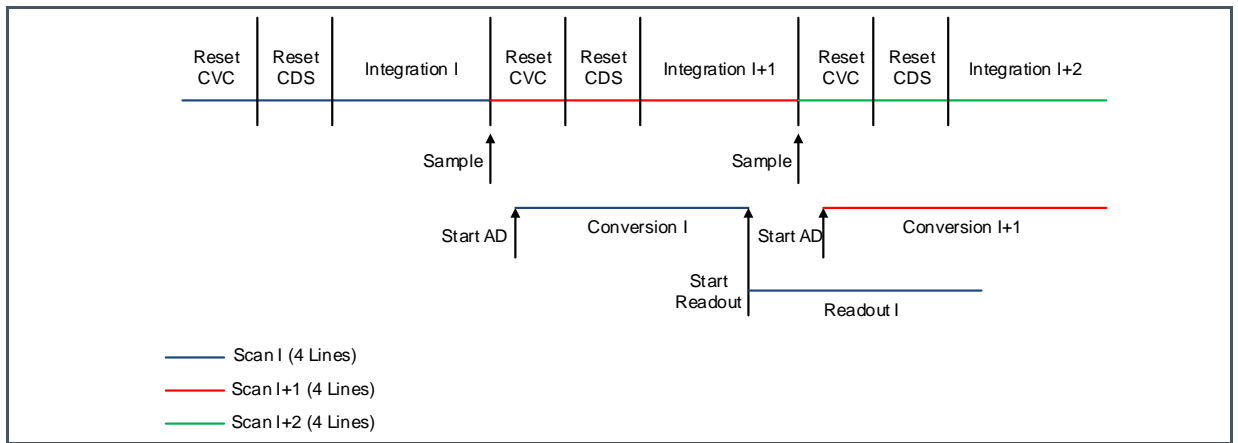 Reset CVC
Reset CDS
Integration I
Reset CVC
Reset CDS
Integration I+1
Reset CVC
Reset CDS
Integration I+2
Sample
Sample
Start AD
Conversion I
Start AD
Conversion I+1
Start Readout
Readout I
Scan I (4 Lines)
Scan I+1 (4 Lines)
Scan I+2 (4 Lines)